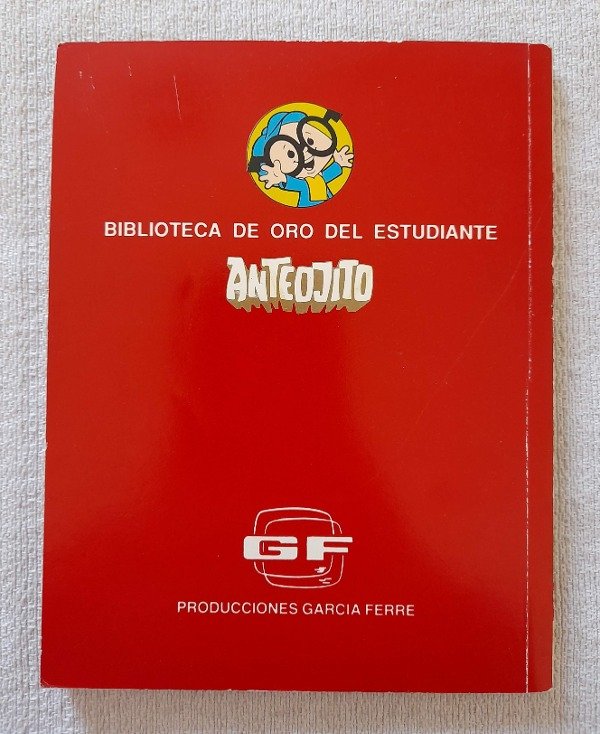 BIBLIOTECA DE ORO DEL ESTUDIANTE
ANTEOJITO
GF
PRODUCCIONES GARCIA FERRE